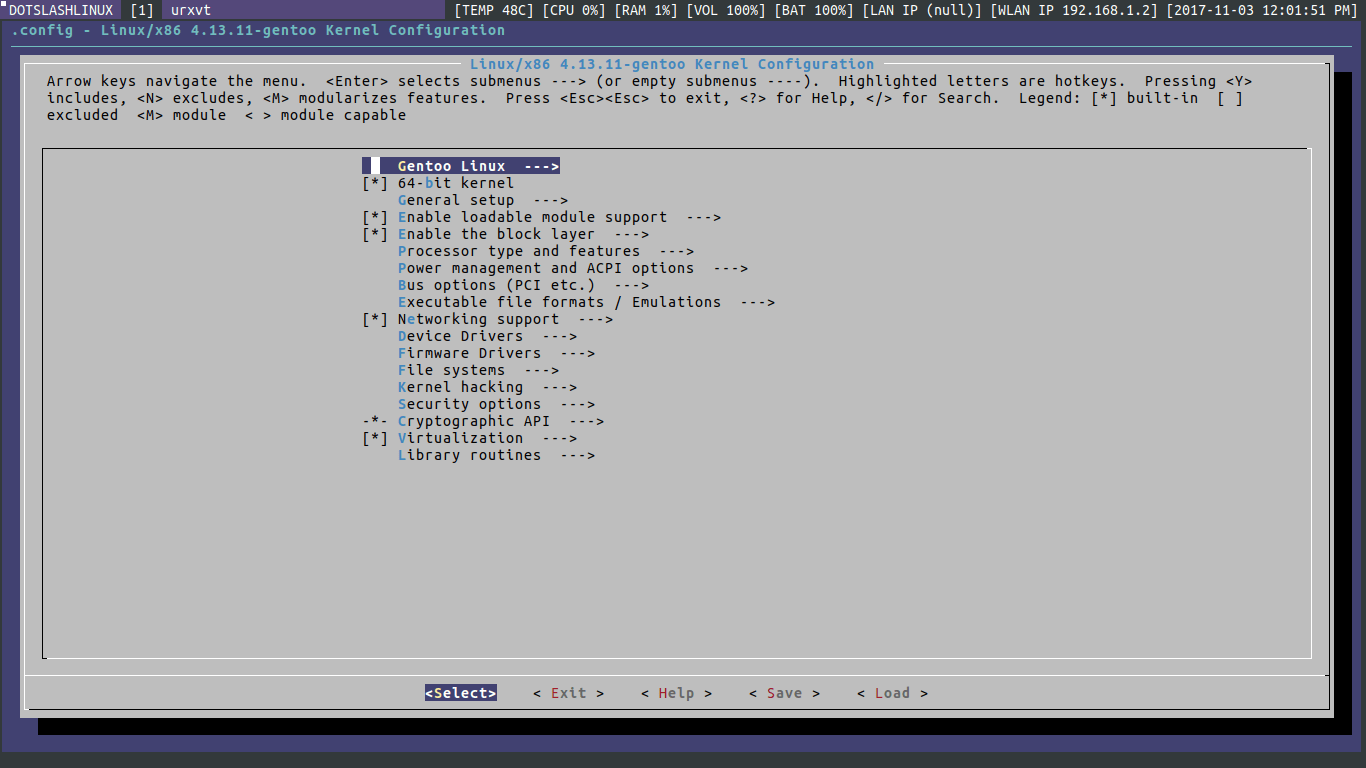 DOTSLASHLINUX [1] urxvt [TEMP 48C] [CPU 0%] [RAM 1%] [VOL 100%] [BAT 100%] [LAN IP (null)] [WLAN IP 192.168.1.2] [2017-11-03 12:01:51 PM]
.config - Linux/x86 4.13.11-gentoo Kernel Configuration
Linux/x86 4.13.11-gentoo Kernel Configuration
Arrow keys navigate the menu.  <Enter> selects submenus ---> (or empty submenus ----).  Highlighted letters are hotkeys.  Pressing <Y>
includes, <N> excludes, <M> modularizes features.  Press <Esc><Esc> to exit, <?> for Help, </> for Search.  Legend: [*] built-in  [ ]
excluded  <M> module  < > module capable
Gentoo Linux  --->
[*] 64-bit kernel
General setup  --->
[*] Enable loadable module support  --->
[*] Enable the block layer  --->
Processor type and features  --->
Power management and ACPI options  --->
Bus options (PCI etc.)  --->
Executable file formats / Emulations  --->
[*] Networking support  --->
Device Drivers  --->
Firmware Drivers  --->
File systems  --->
Kernel hacking  --->
Security options  --->
-*- Cryptographic API  --->
[*] Virtualization  --->
Library routines  --->
<Select>    < Exit >    < Help >    < Save >    < Load >